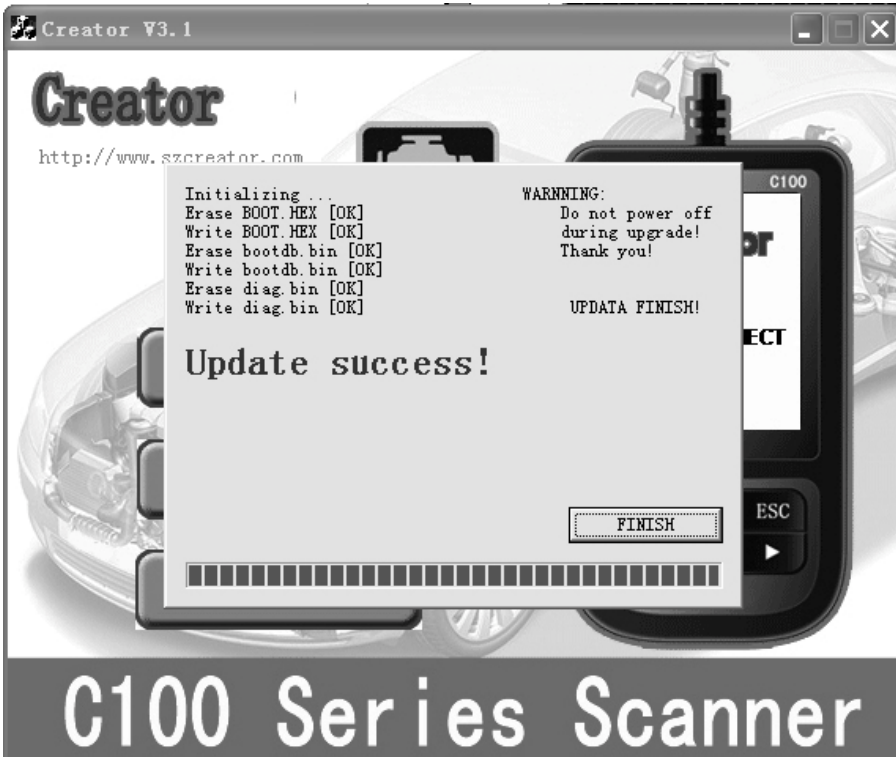 Creator V3.1
Creator
http://www.szcreator.com
C100
Initializing ...
Erase BOOT.HEX [OK]
Write BOOT.HEX [OK]
Erase bootdb.bin [OK]
Write bootdb.bin [OK]
Erase diag.bin [OK]
Write diag.bin [OK]
WARNNING:
Do not power off
during upgrade!
Thank you!
UPDATA FINISH!
or
ECT
Update success!
FINISH
ESC
C100 Series Scanner